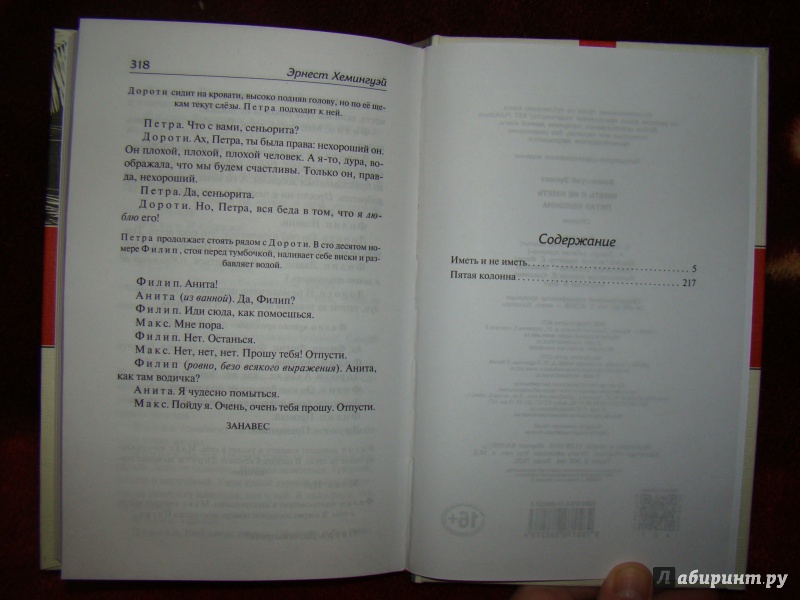 318
Эрнест Хемингуэй
Дороти сидит на кровати, высоко подняв голову, но по её ще-
кам текут слёзы. Петра подходит к ней.
Петра. Что с вами, сеньорита?
Дороти. Ах, Петра, ты была права: нехороший он.
Он плохой, плохой, плохой человек. А я-то, дура, во-
ображала, что мы будем счастливы. Только он, прав-
да, нехороший.
Петра. Да, сеньорита.
Дороти. Но, Петра, вся беда в том, что я лю-
блю его!
Петра продолжает стоять рядом с Дороти. В сто десятом но-
мере Филип, стоя перед тумбочкой, наливает себе виски и раз-
бавляет водой.
Филип. Анита!
Анита (из ванной). Да, Филип?
Филип. Иди сюда, как помоешься.
Макс. Мне пора.
Филип. Нет. Останься.
Макс. Нет, нет, нет. Прошу тебя! Отпусти.
Филип (ровно, безо всякого выражения). Анита,
как там водичка?
Анита. Я чудесно помыться.
Макс. Пойду я. Очень, очень тебя прошу. Отпусти.
ЗАНАВЕС
Содержание
Иметь и не иметь. . . . . . . . . . . . . . . . . . . . . . . . . 5
Пятая колонна . . . . . . . . . . . . . . . . . . . . . . . . . 217
16+
Л лабиринт.ру